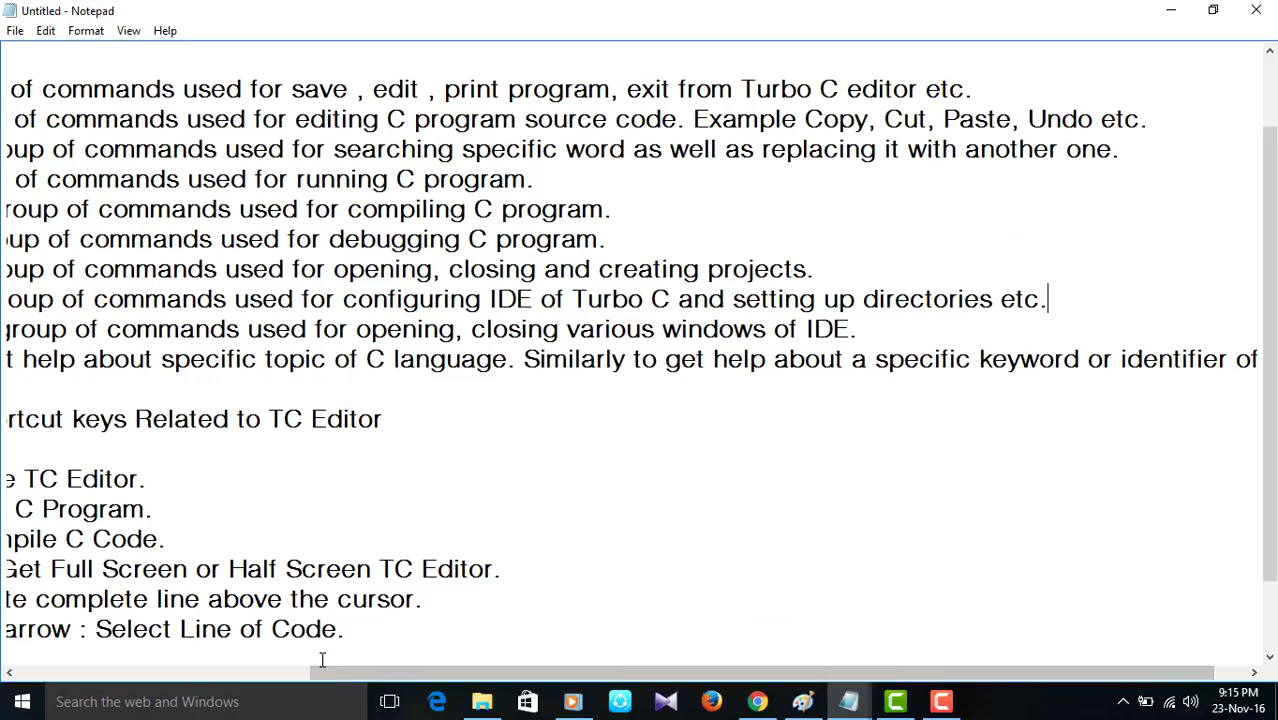 Untitled - Notepad
File Edit Format View Help
of commands used for save , edit , print program, exit from Turbo C editor etc.
of commands used for editing C program source code. Example Copy, Cut, Paste, Undo etc.
oup of commands used for searching specific word as well as replacing it with another one.
of commands used for running C program.
roup of commands used for compiling C program.
oup of commands used for debugging C program.
oup of commands used for opening, closing and creating projects.
oup of commands used for configuring IDE of Turbo C and setting up directories etc.
group of commands used for opening, closing various windows of IDE.
t help about specific topic of C language. Similarly to get help about a specific keyword or identifier of
rtcut keys Related to TC Editor
e TC Editor.
C Program.
mpile C Code.
Get Full Screen or Half Screen TC Editor.
te complete line above the cursor.
arrow : Select Line of Code.
Search the web and Windows
9:15 PM
23-Nov-16